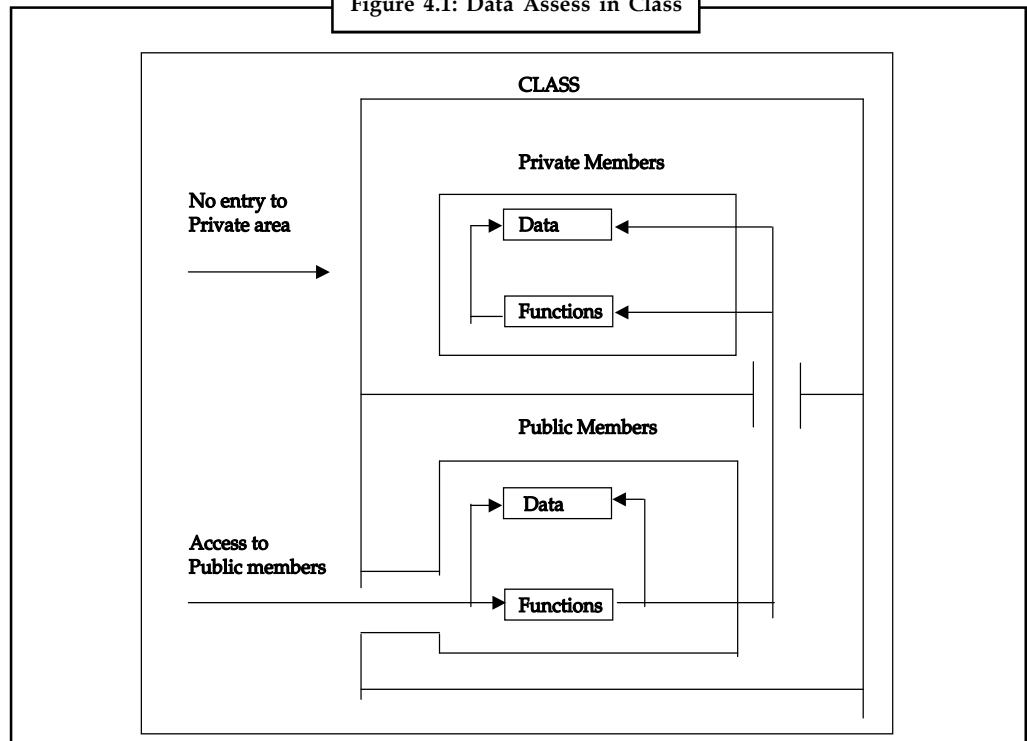 Figure 4.1: Data Assess in Class
CLASS
Private Members
No entry to
Private area
Data
Functions
Public Members
Data
Access to
Public members
Functions